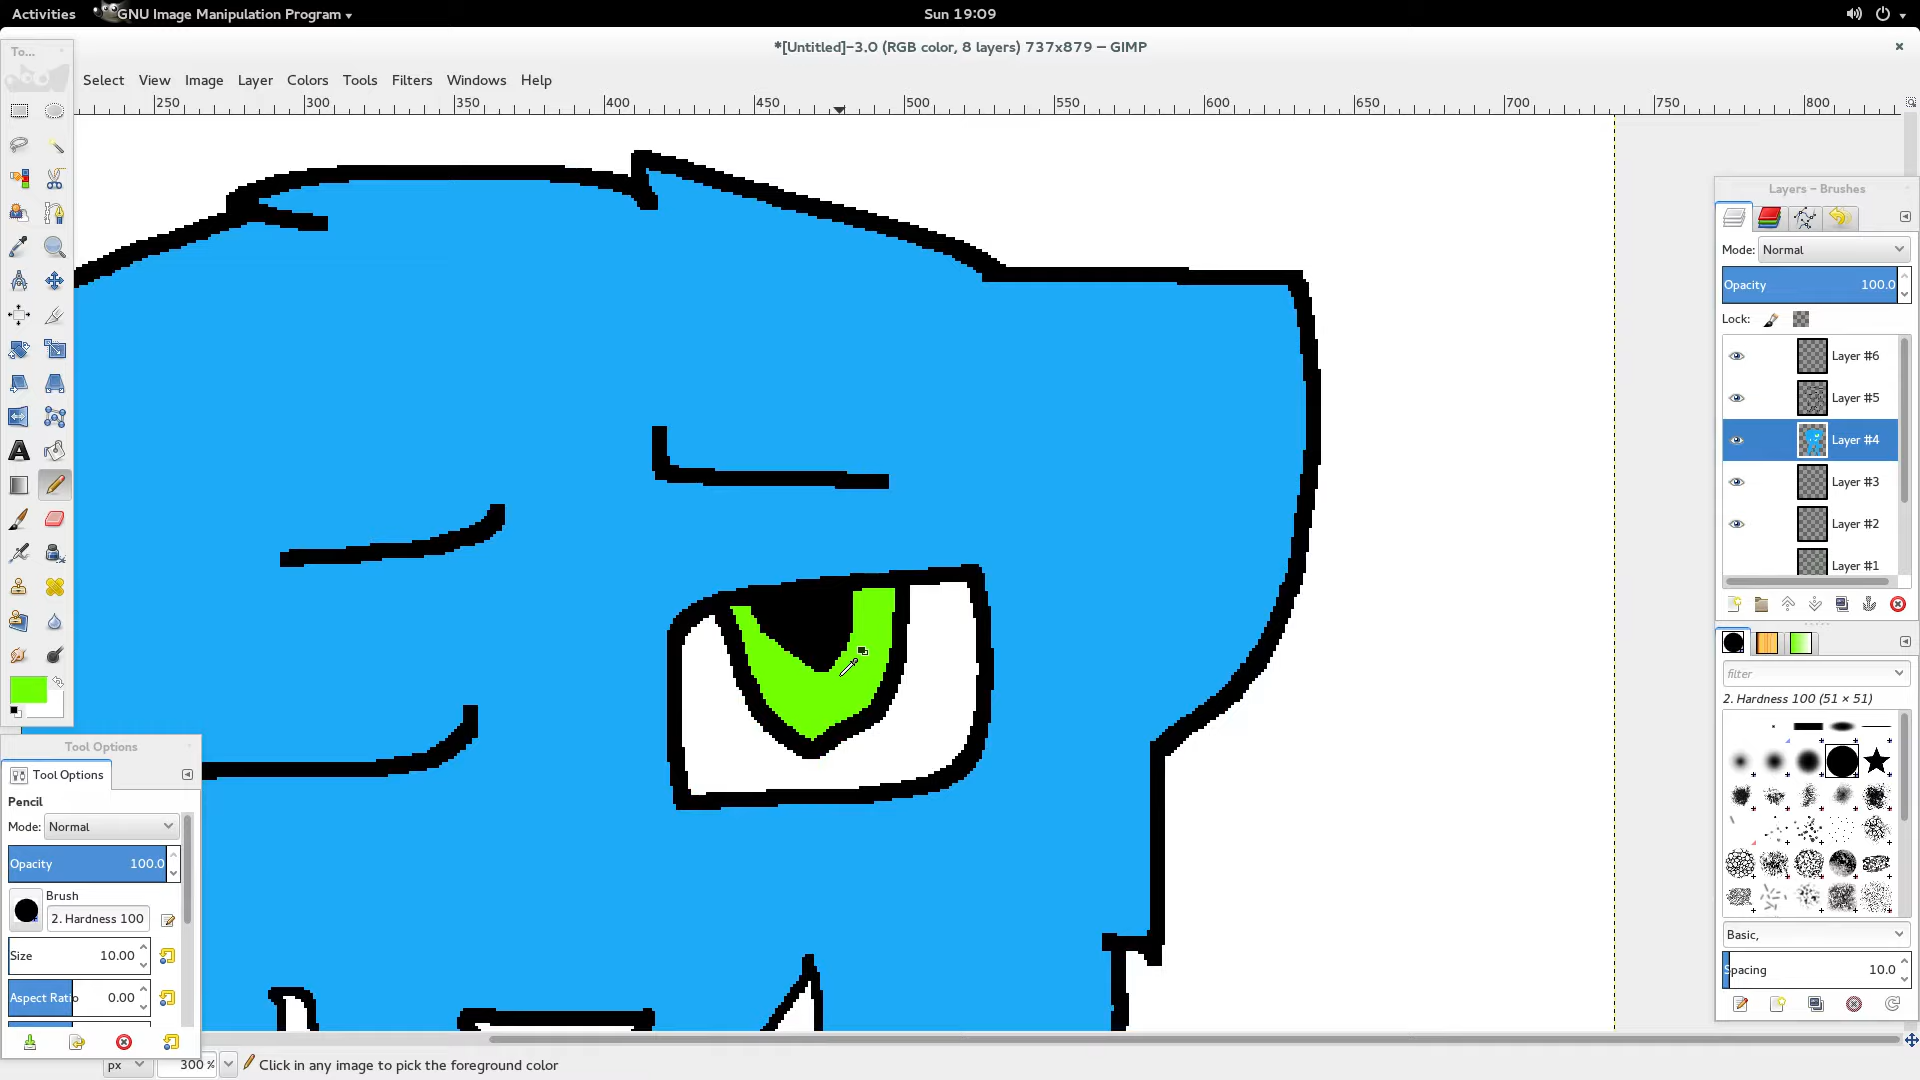 Activities GNU Image Manipulation Program Sun 19:09
*[Untitled]-3.0 (RGB color, 8 layers) 737x879 – GIMP
To...
Select View Image Layer Colors Tools Filters Windows Help
250 300 350 400 450 500 550 600 650 700 750 800
Layers – Brushes
Mode: Normal
Opacity 100.0
Lock:
Layer #6
Layer #5
Layer #4
Layer #3
Layer #2
Layer #1
filter
2. Hardness 100 (51 × 51)
Basic,
Spacing 10.0
Tool Options
Tool Options
Pencil
Mode: Normal
Opacity 100.0
Brush
2. Hardness 100
Size 10.00
Aspect Ratio 0.00
px 300 % Click in any image to pick the foreground color